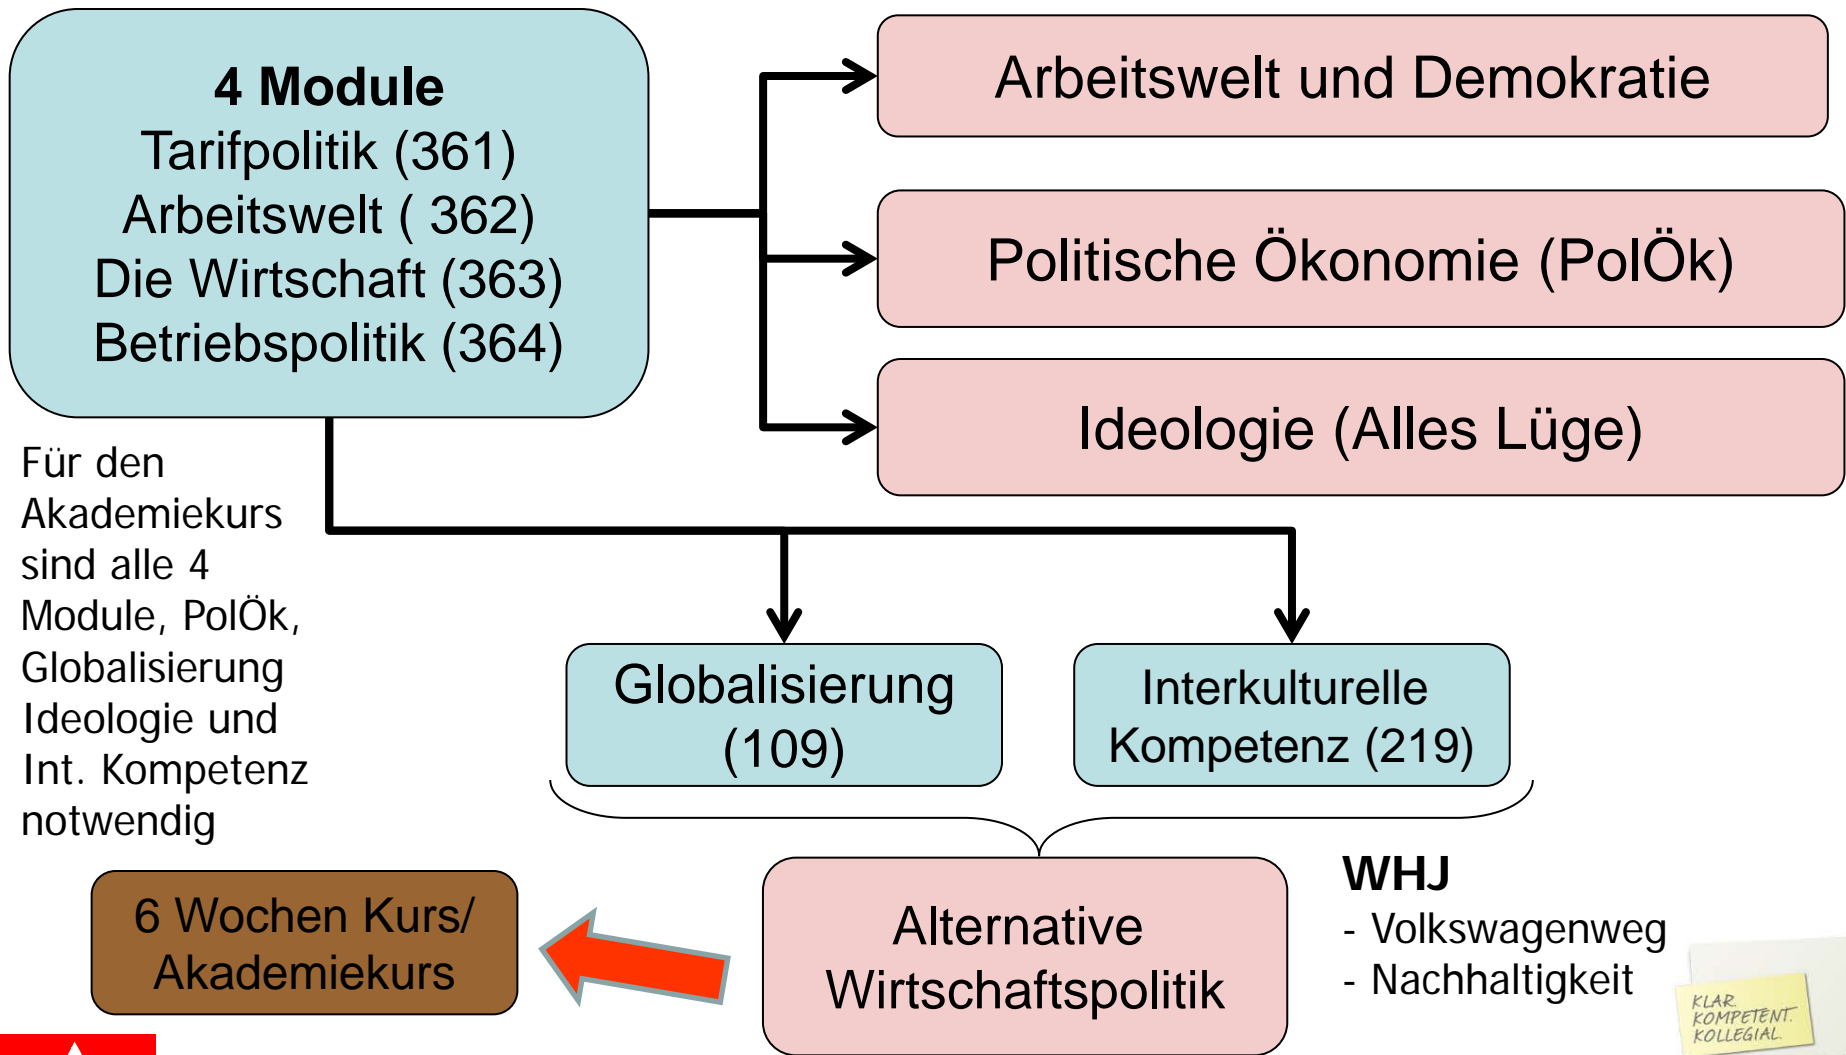 4 Module
Tarifpolitik (361)
Arbeitswelt ( 362)
Die Wirtschaft (363)
Betriebspolitik (364)
Arbeitswelt und Demokratie
Politische Ökonomie (PolÖk)
Ideologie (Alles Lüge)
Für den
Akademiekurs
sind alle 4
Module, PolÖk,
Globalisierung
Ideologie und
Int. Kompetenz
notwendig
Globalisierung
(109)
Interkulturelle
Kompetenz (219)
6 Wochen Kurs/
Akademiekurs
Alternative
Wirtschaftspolitik
WHJ
- Volkswagenweg
- Nachhaltigkeit
KLAR.
KOMPETENT.
KOLLEGIAL.